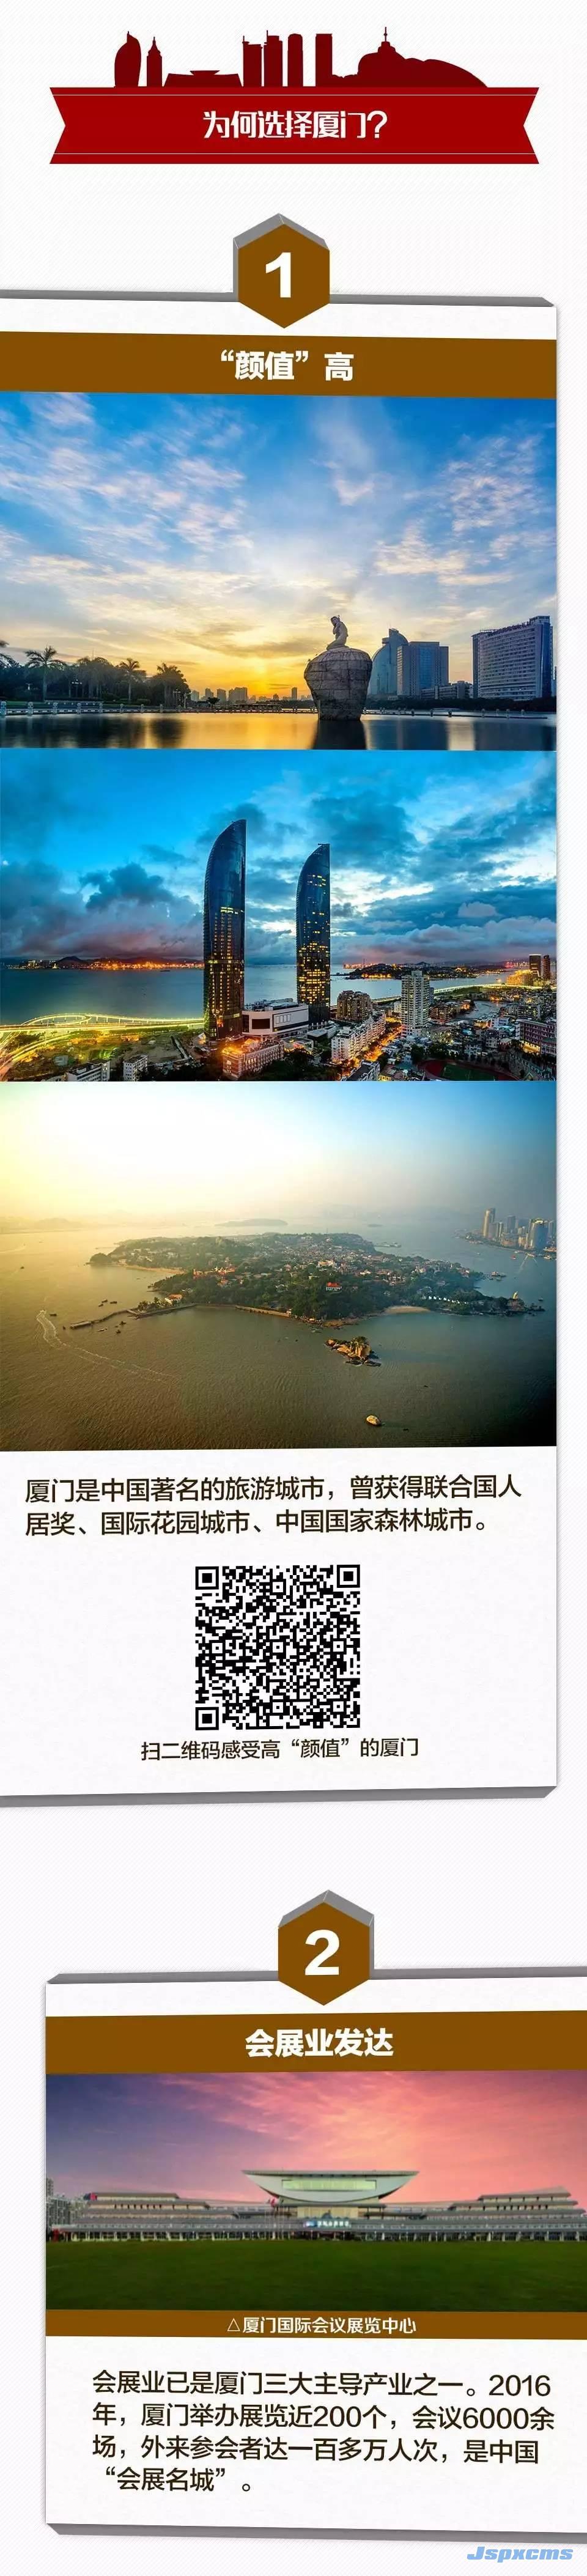 为何选择厦门？
1
“颜值”高
厦门是中国著名的旅游城市，曾获得联合国人
居奖、国际花园城市、中国国家森林城市。
扫二维码感受高“颜值”的厦门
2
会展业发达
△厦门国际会议展览中心
会展业已是厦门三大主导产业之一。2016
年，厦门举办展览近200个，会议6000余
场，外来参会者达一百多万人次，是中国
“会展名城”。
Jspxcms